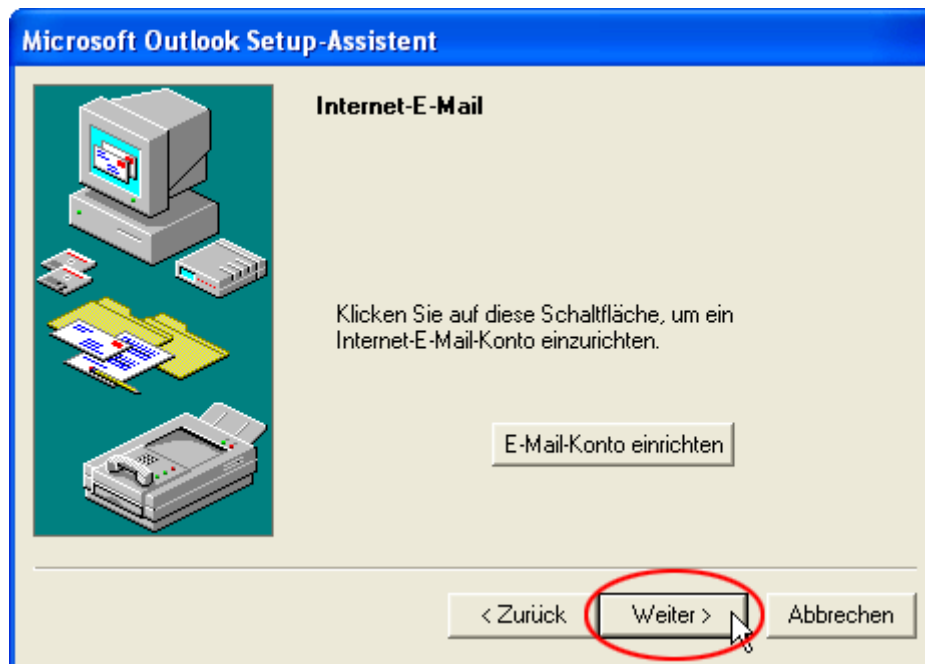 Microsoft Outlook Setup-Assistent
Internet-E-Mail
Klicken Sie auf diese Schaltfläche, um ein
Internet-E-Mail-Konto einzurichten.
E-Mail-Konto einrichten
< Zurück
Weiter >
Abbrechen